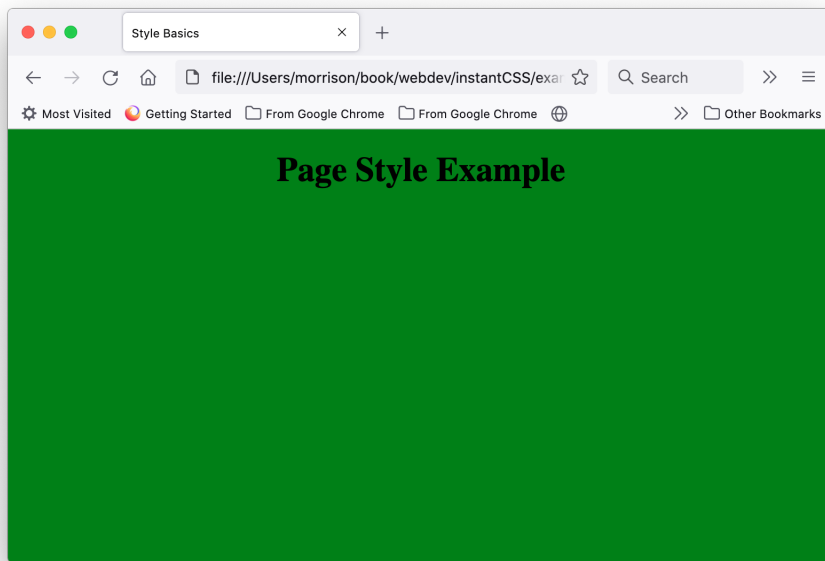 Style Basics
file:///Users/morrison/book/webdev/instantCSS/exa
Search
Most Visited
Getting Started
From Google Chrome
From Google Chrome
Other Bookmarks
Page Style Example